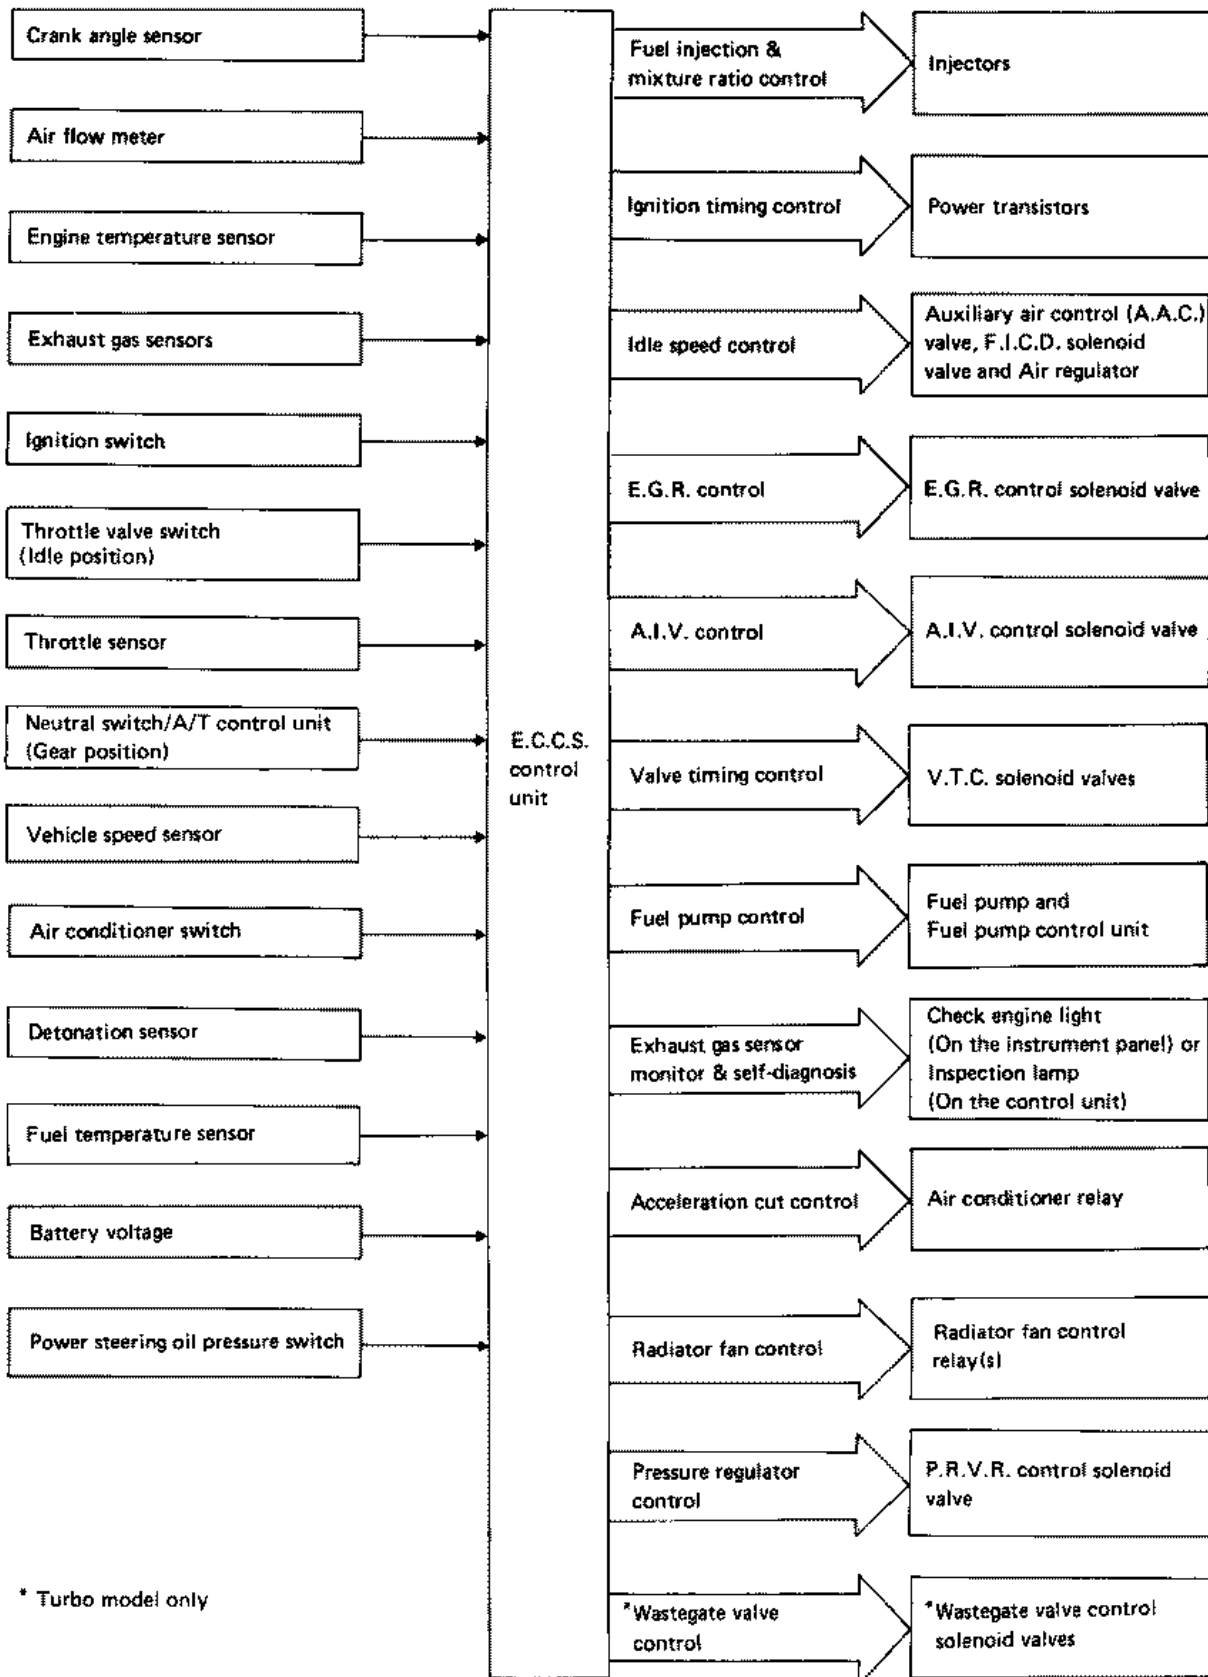 Crank angle sensor
Air flow meter
Engine temperature sensor
Exhaust gas sensors
Ignition switch
Throttle valve switch
(Idle position)
Throttle sensor
Neutral switch/A/T control unit
(Gear position)
Vehicle speed sensor
Air conditioner switch
Detonation sensor
Fuel temperature sensor
Battery voltage
Power steering oil pressure switch
* Turbo model only
E.C.C.S.
control
unit
Fuel injection &
mixture ratio control
Injectors
Ignition timing control
Power transistors
Idle speed control
Auxiliary air control (A.A.C.)
valve, F.I.C.D. solenoid
valve and Air regulator
E.G.R. control
E.G.R. control solenoid valve
A.I.V. control
A.I.V. control solenoid valve
Valve timing control
V.T.C. solenoid valves
Fuel pump control
Fuel pump and
Fuel pump control unit
Exhaust gas sensor
monitor & self-diagnosis
Check engine light
(On the instrument panel) or
Inspection lamp
(On the control unit)
Acceleration cut control
Air conditioner relay
Radiator fan control
Radiator fan control
relay(s)
Pressure regulator
control
P.R.V.R. control solenoid
valve
*Wastegate valve
control
*Wastegate valve control
solenoid valves